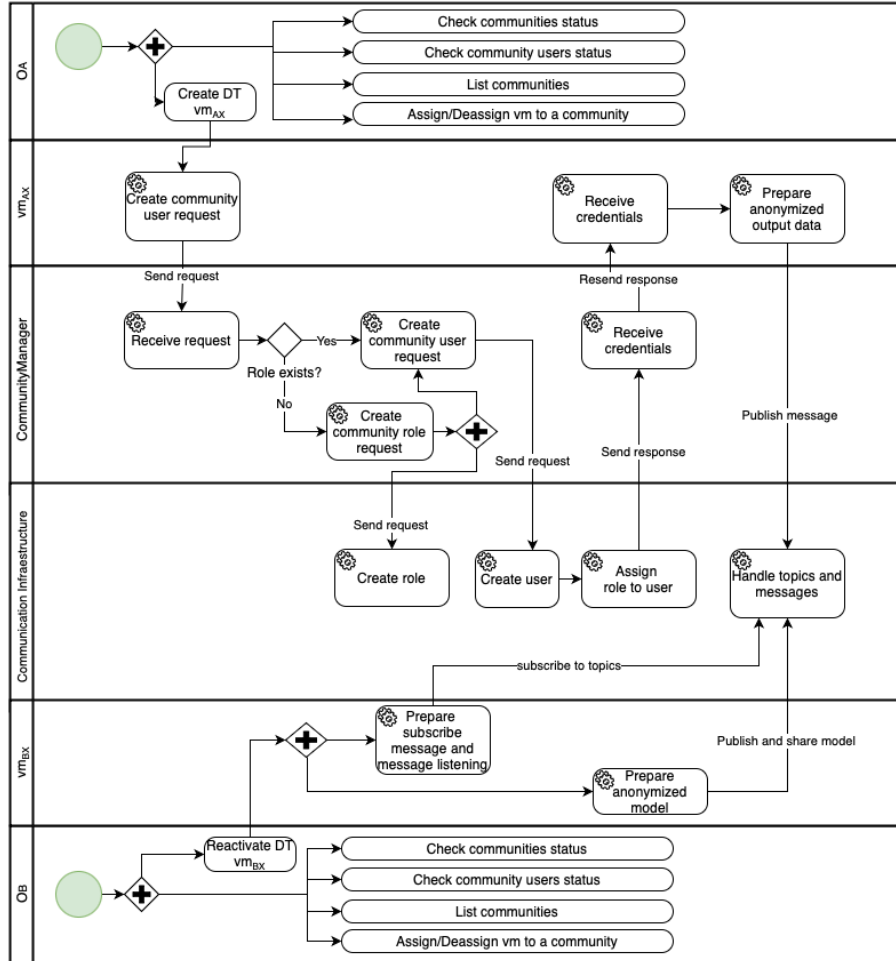 OA
Check communities status
Check community users status
List communities
Assign/Deassign vm to a community
Create DT
vmAX
vmAX
Create community
user request
Receive
credentials
Prepare
anonymized
output data
Send request
Resend response
CommunityManager
Receive request
Yes
Role exists?
No
Create
community user
request
Receive
credentials
Create
community role
request
Publish message
Send request
Send response
Communication Infraestructure
Send request
Create role
Create user
Assign
role to user
Handle topics and
messages
subscribe to topics
vmBX
Prepare
subscribe
message and
message listening
Publish and share model
Prepare
anonymized
model
OB
Reactivate DT
vmBX
Check communities status
Check community users status
List communities
Assign/Deassign vm to a community